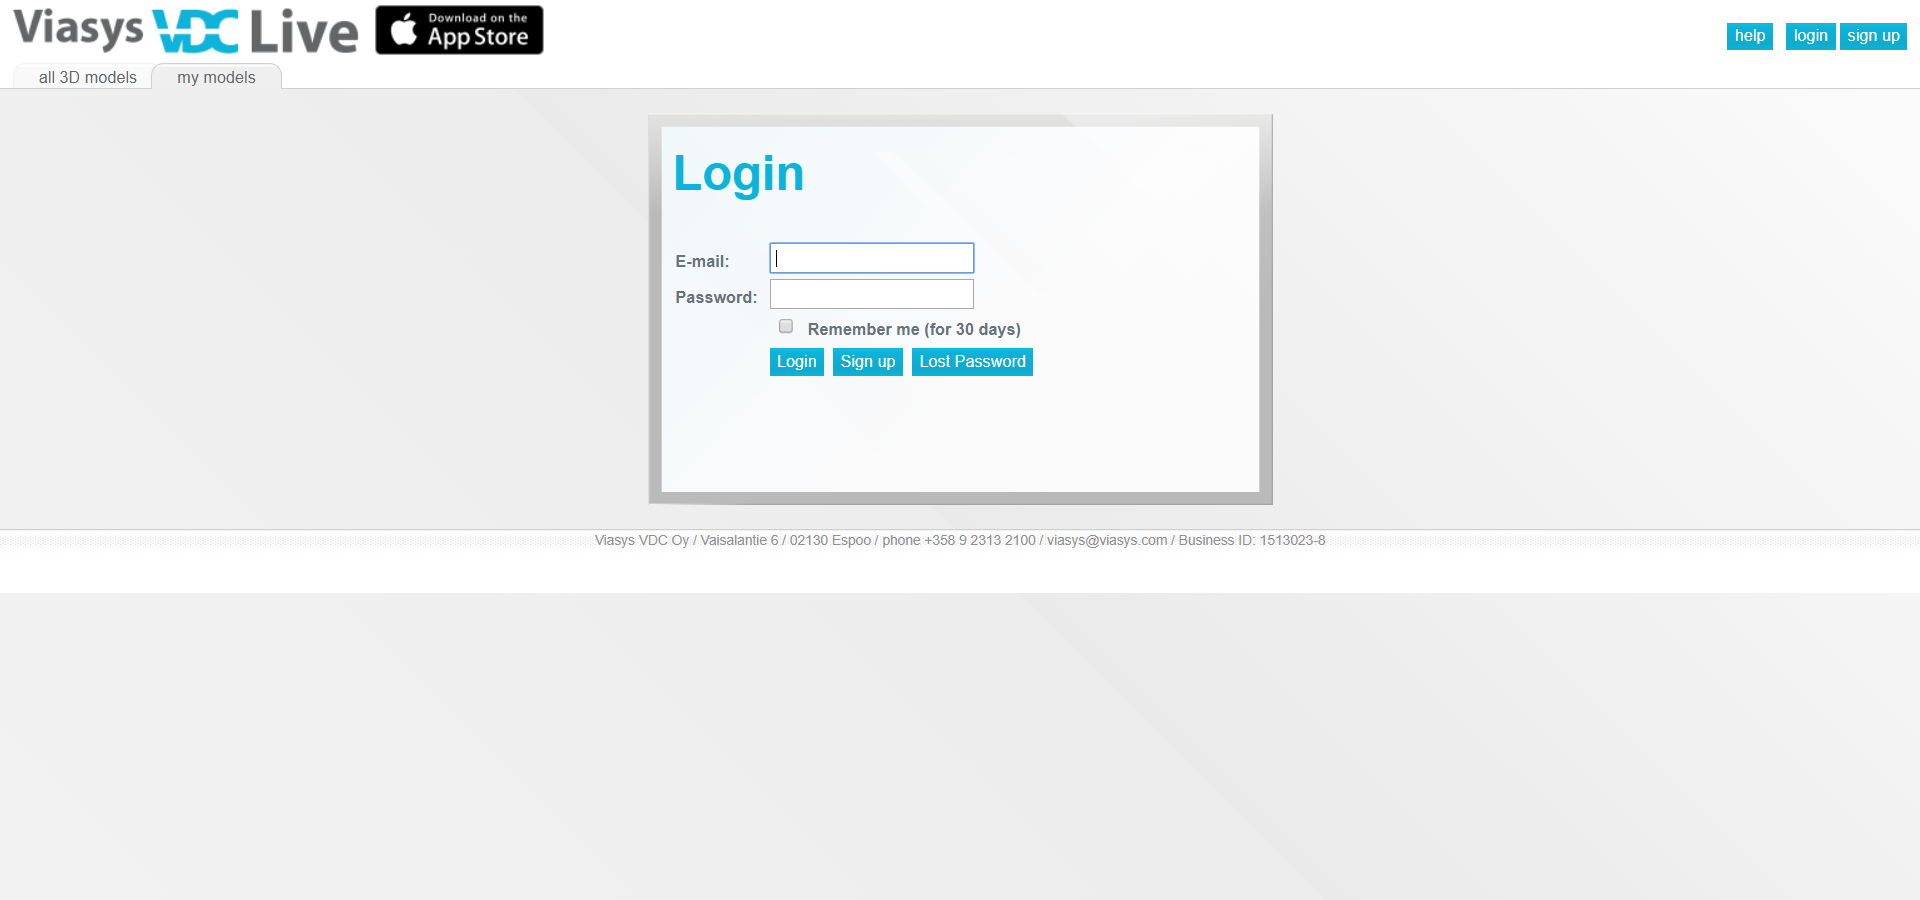 Viasys VDC Live
Download on the
App Store
help
login
sign up
all 3D models
my models
Login
E-mail:
Password:
Remember me (for 30 days)
Login
Sign up
Lost Password
Viasys VDC Oy / Vaisalantie 6 / 02130 Espoo / phone +358 9 2313 2100 / viasys@viasys.com / Business ID: 1513023-8